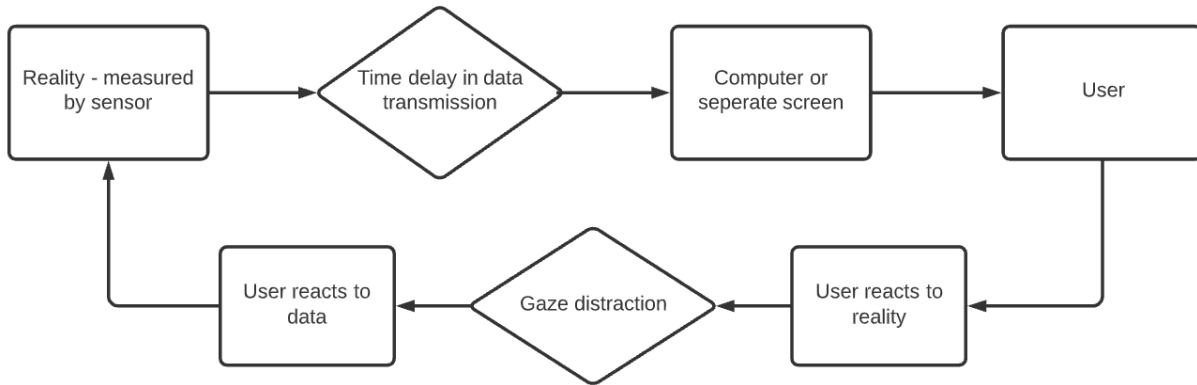 Reality - measured
by sensor
Time delay in data
transmission
Computer or
seperate screen
User
User reacts to
reality
Gaze distraction
User reacts to
data